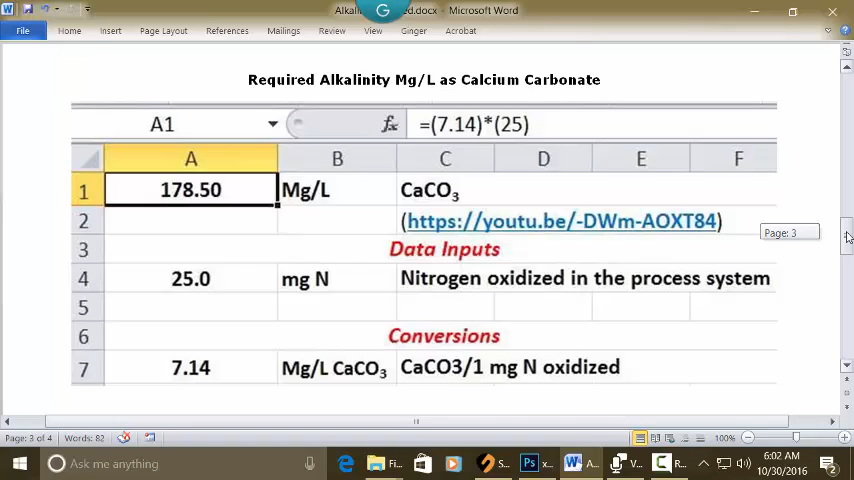 Alkalin
ed.docx - Microsoft Word
G
File Home Insert Page Layout References Mailings Review View Ginger Acrobat
Required Alkalinity Mg/L as Calcium Carbonate
A1 fx =(7.14)*(25)
A B C D E F
1 178.50 Mg/L CaCO₃
2 (https://youtu.be/-DWm-AOXT84)
Page: 3
3 Data Inputs
4 25.0 mg N Nitrogen oxidized in the process system
5
6 Conversions
7 7.14 Mg/L CaCO₃ CaCO3/1 mg N oxidized
Page: 3 of 4 Words: 82 100%
Ask me anything Fi... S... x... A... V... R... 6:02 AM
10/30/2016